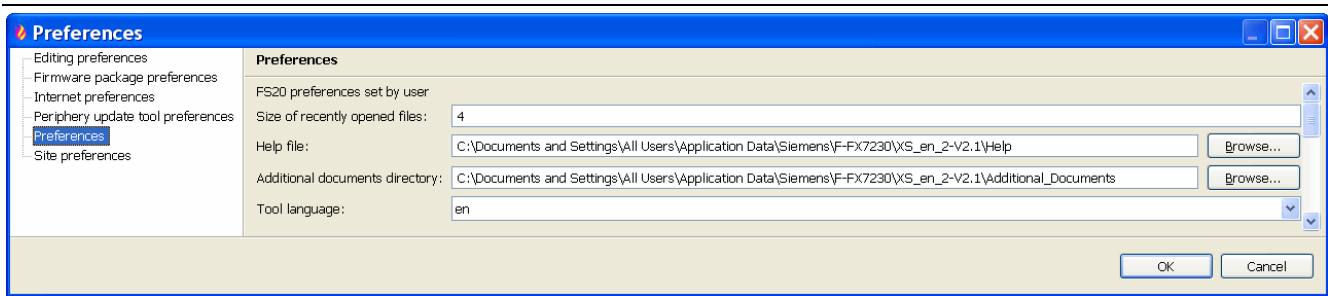 Preferences
Editing preferences
Firmware package preferences
Internet preferences
Periphery update tool preferences
Preferences
Site preferences
Preferences
FS20 preferences set by user
Size of recently opened files: 4
Help file: C:\Documents and Settings\All Users\Application Data\Siemens\F-FX7230\XS_en_2-V2.1\Help Browse...
Additional documents directory: C:\Documents and Settings\All Users\Application Data\Siemens\F-FX7230\XS_en_2-V2.1\Additional_Documents Browse...
Tool language: en
OK Cancel